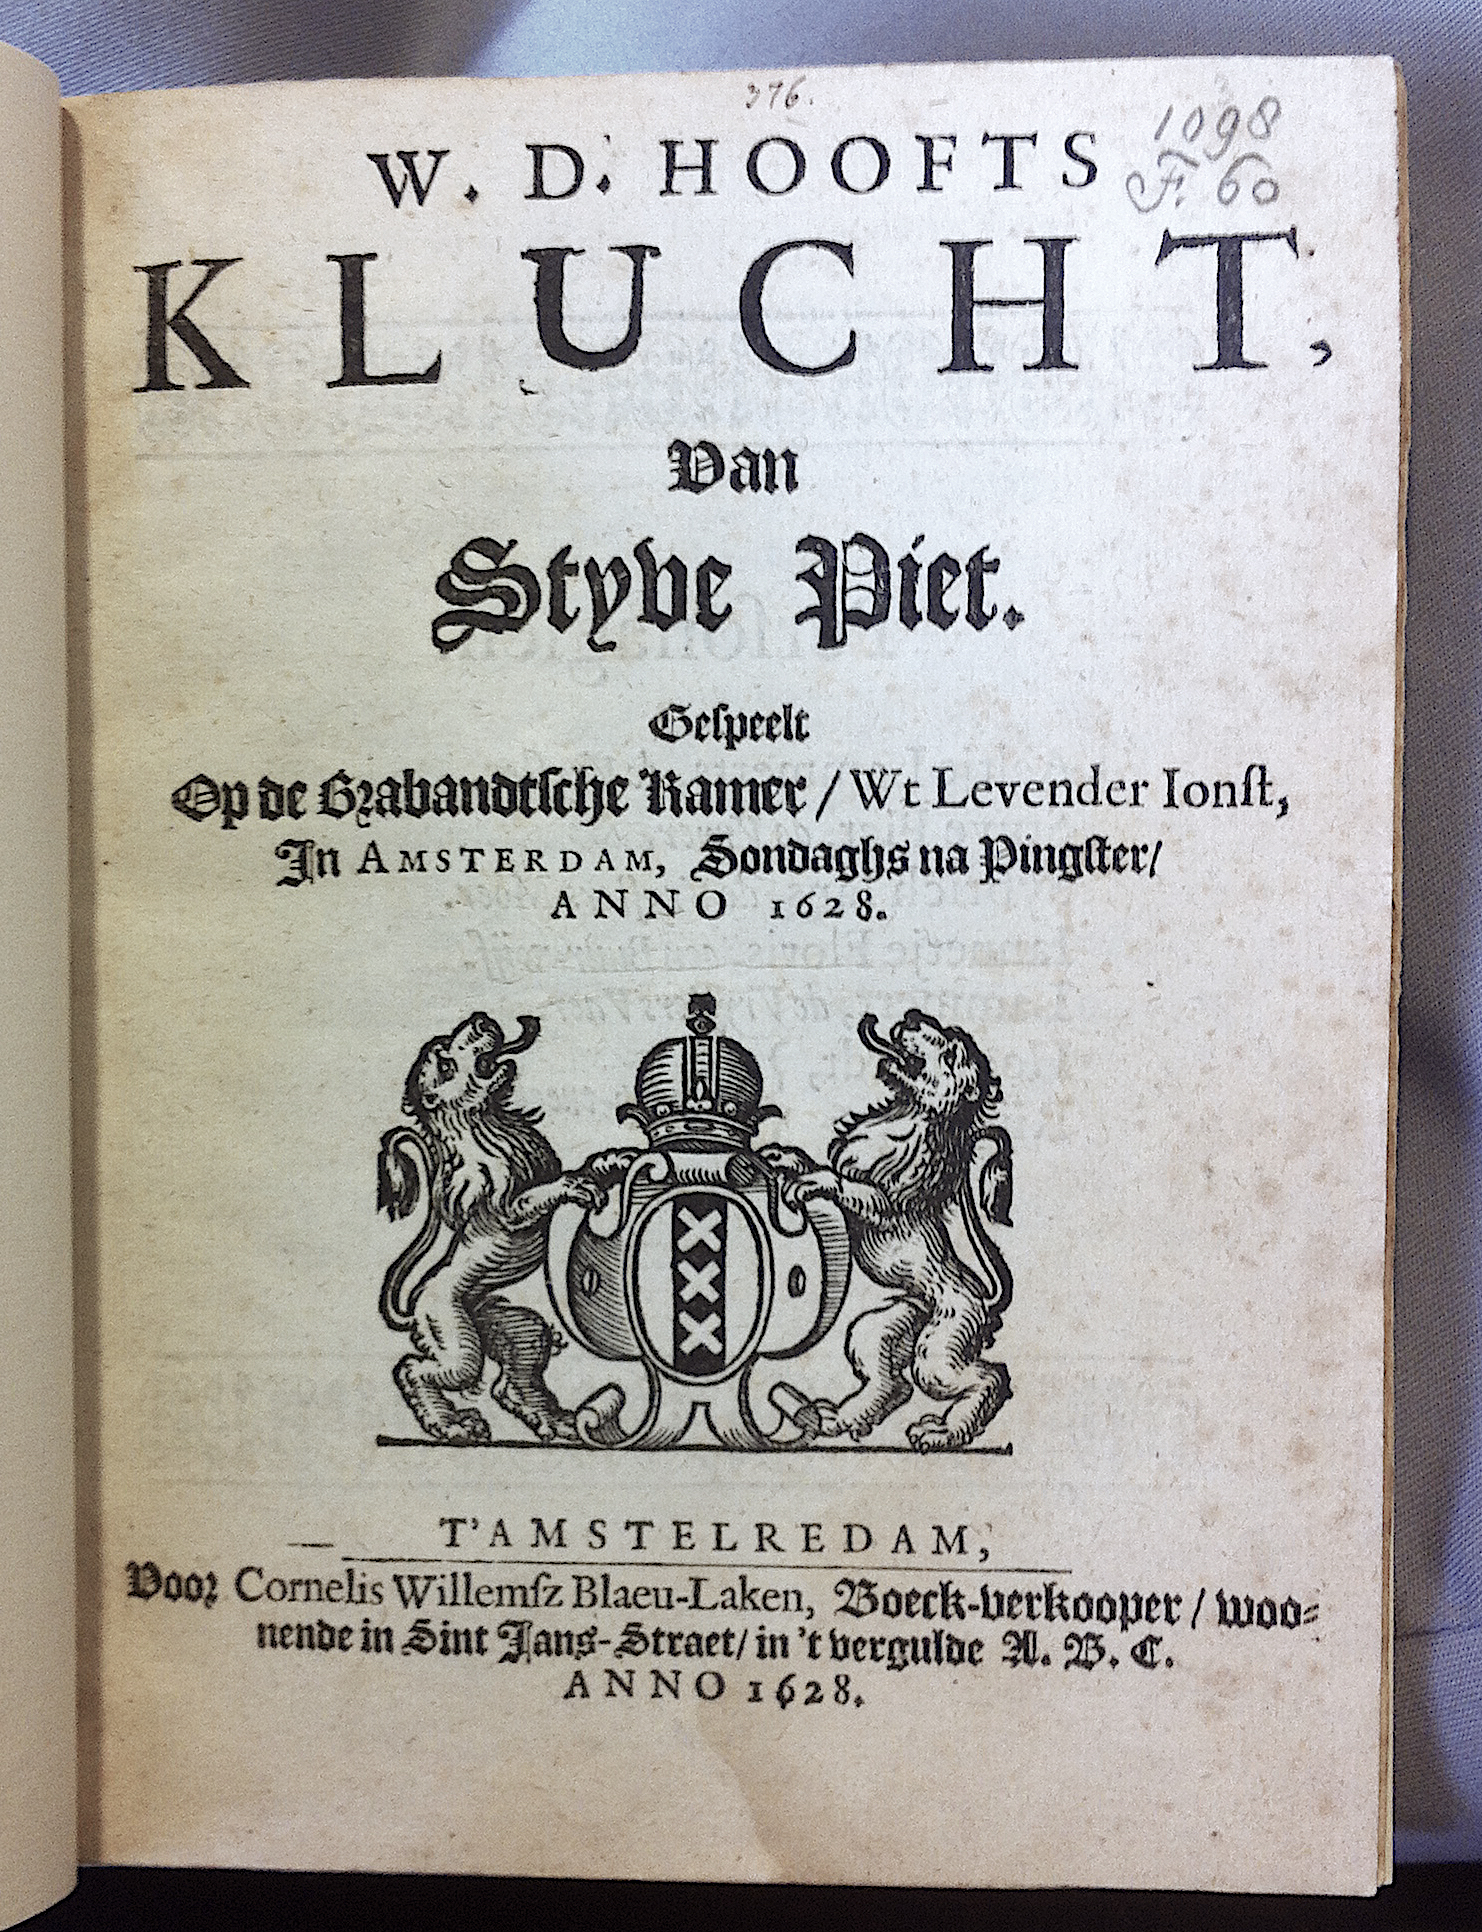 376.
1098
F. 60
W. D. HOOFTS
KLUCHT,
Van
Styve Piet.
Geſpeelt
Op de Brabandtſche Kamer / Wt Levender Ionſt,
In AMSTERDAM, Sondaghs na Pingſter /
ANNO 1628.
T'AMSTELREDAM,
Voor Cornelis Willemſz Blaeu-Laken, Boeck-verkooper / woo-
nende in Sint Jans-Straet / in 't vergulde A. B. C.
ANNO 1628.